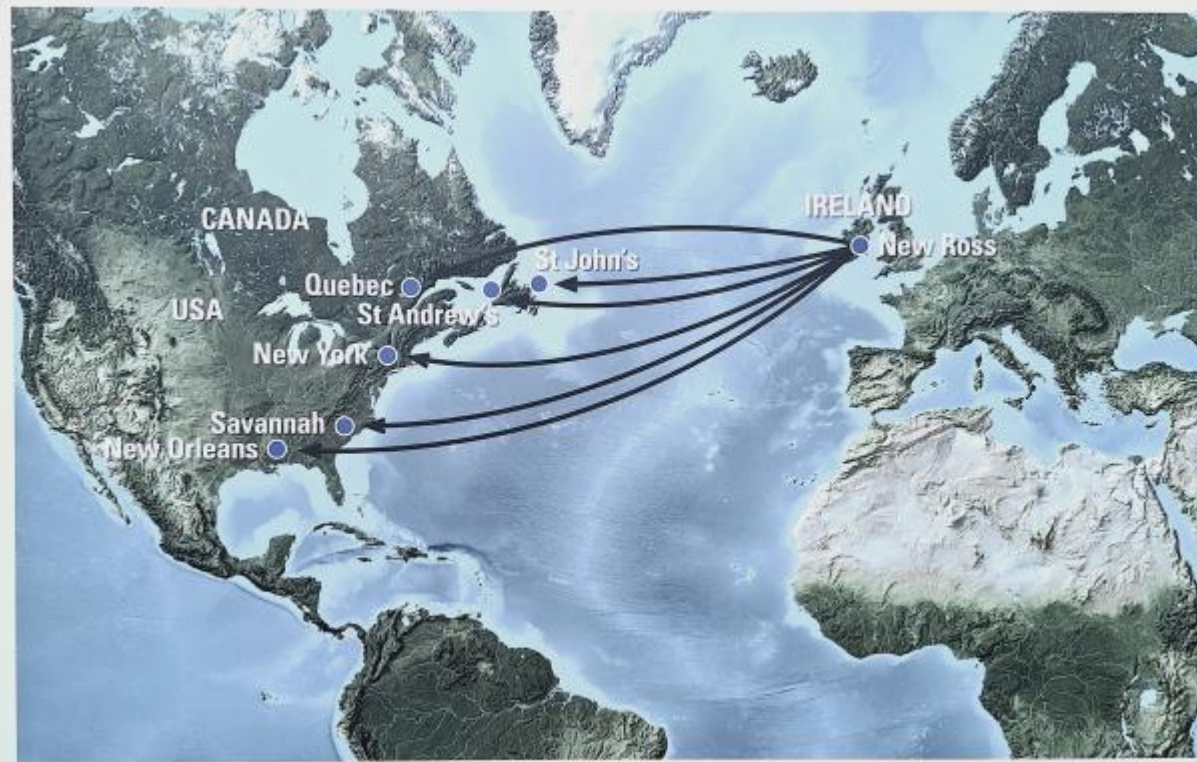 IRELAND
CANADA
New Ross
St John's
Quebec
USA
St Andrew's
New York
Savannah
New Orleans